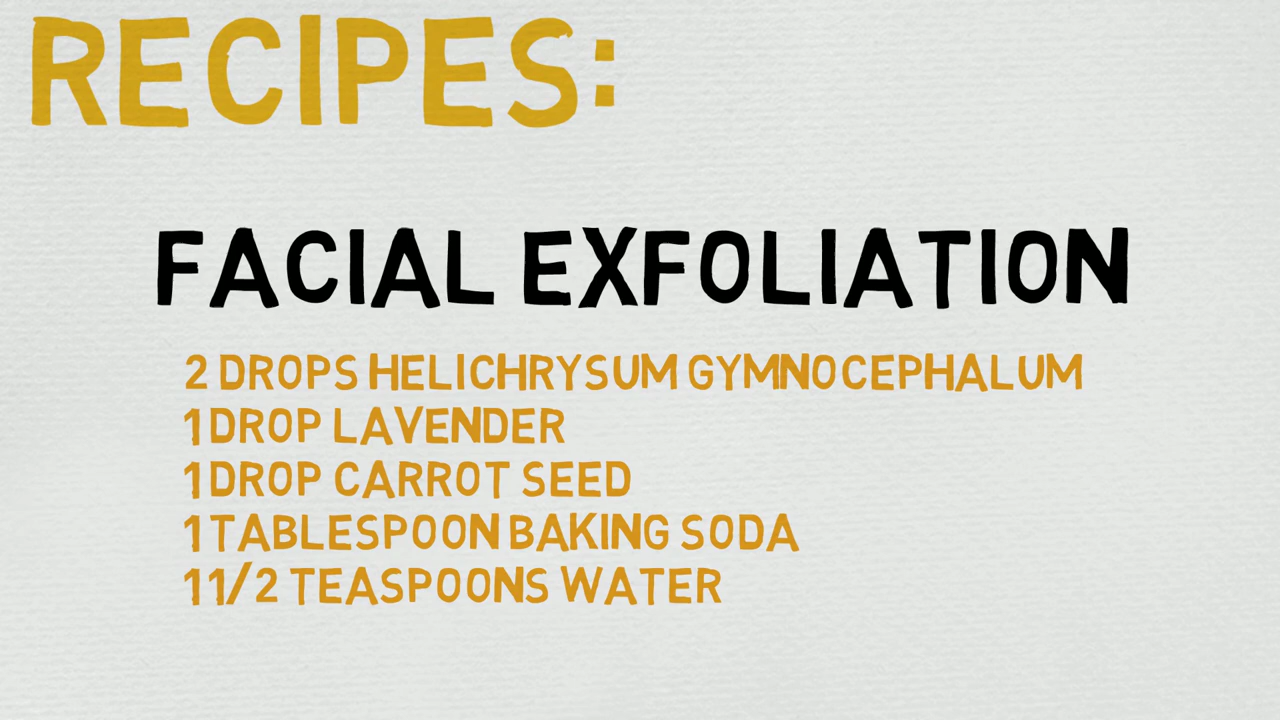 RECIPES:
FACIAL EXFOLIATION
2 DROPS HELICHRYSUM GYMNOCEPHALUM
1 DROP LAVENDER
1 DROP CARROT SEED
1 TABLESPOON BAKING SODA
1 1/2 TEASPOONS WATER